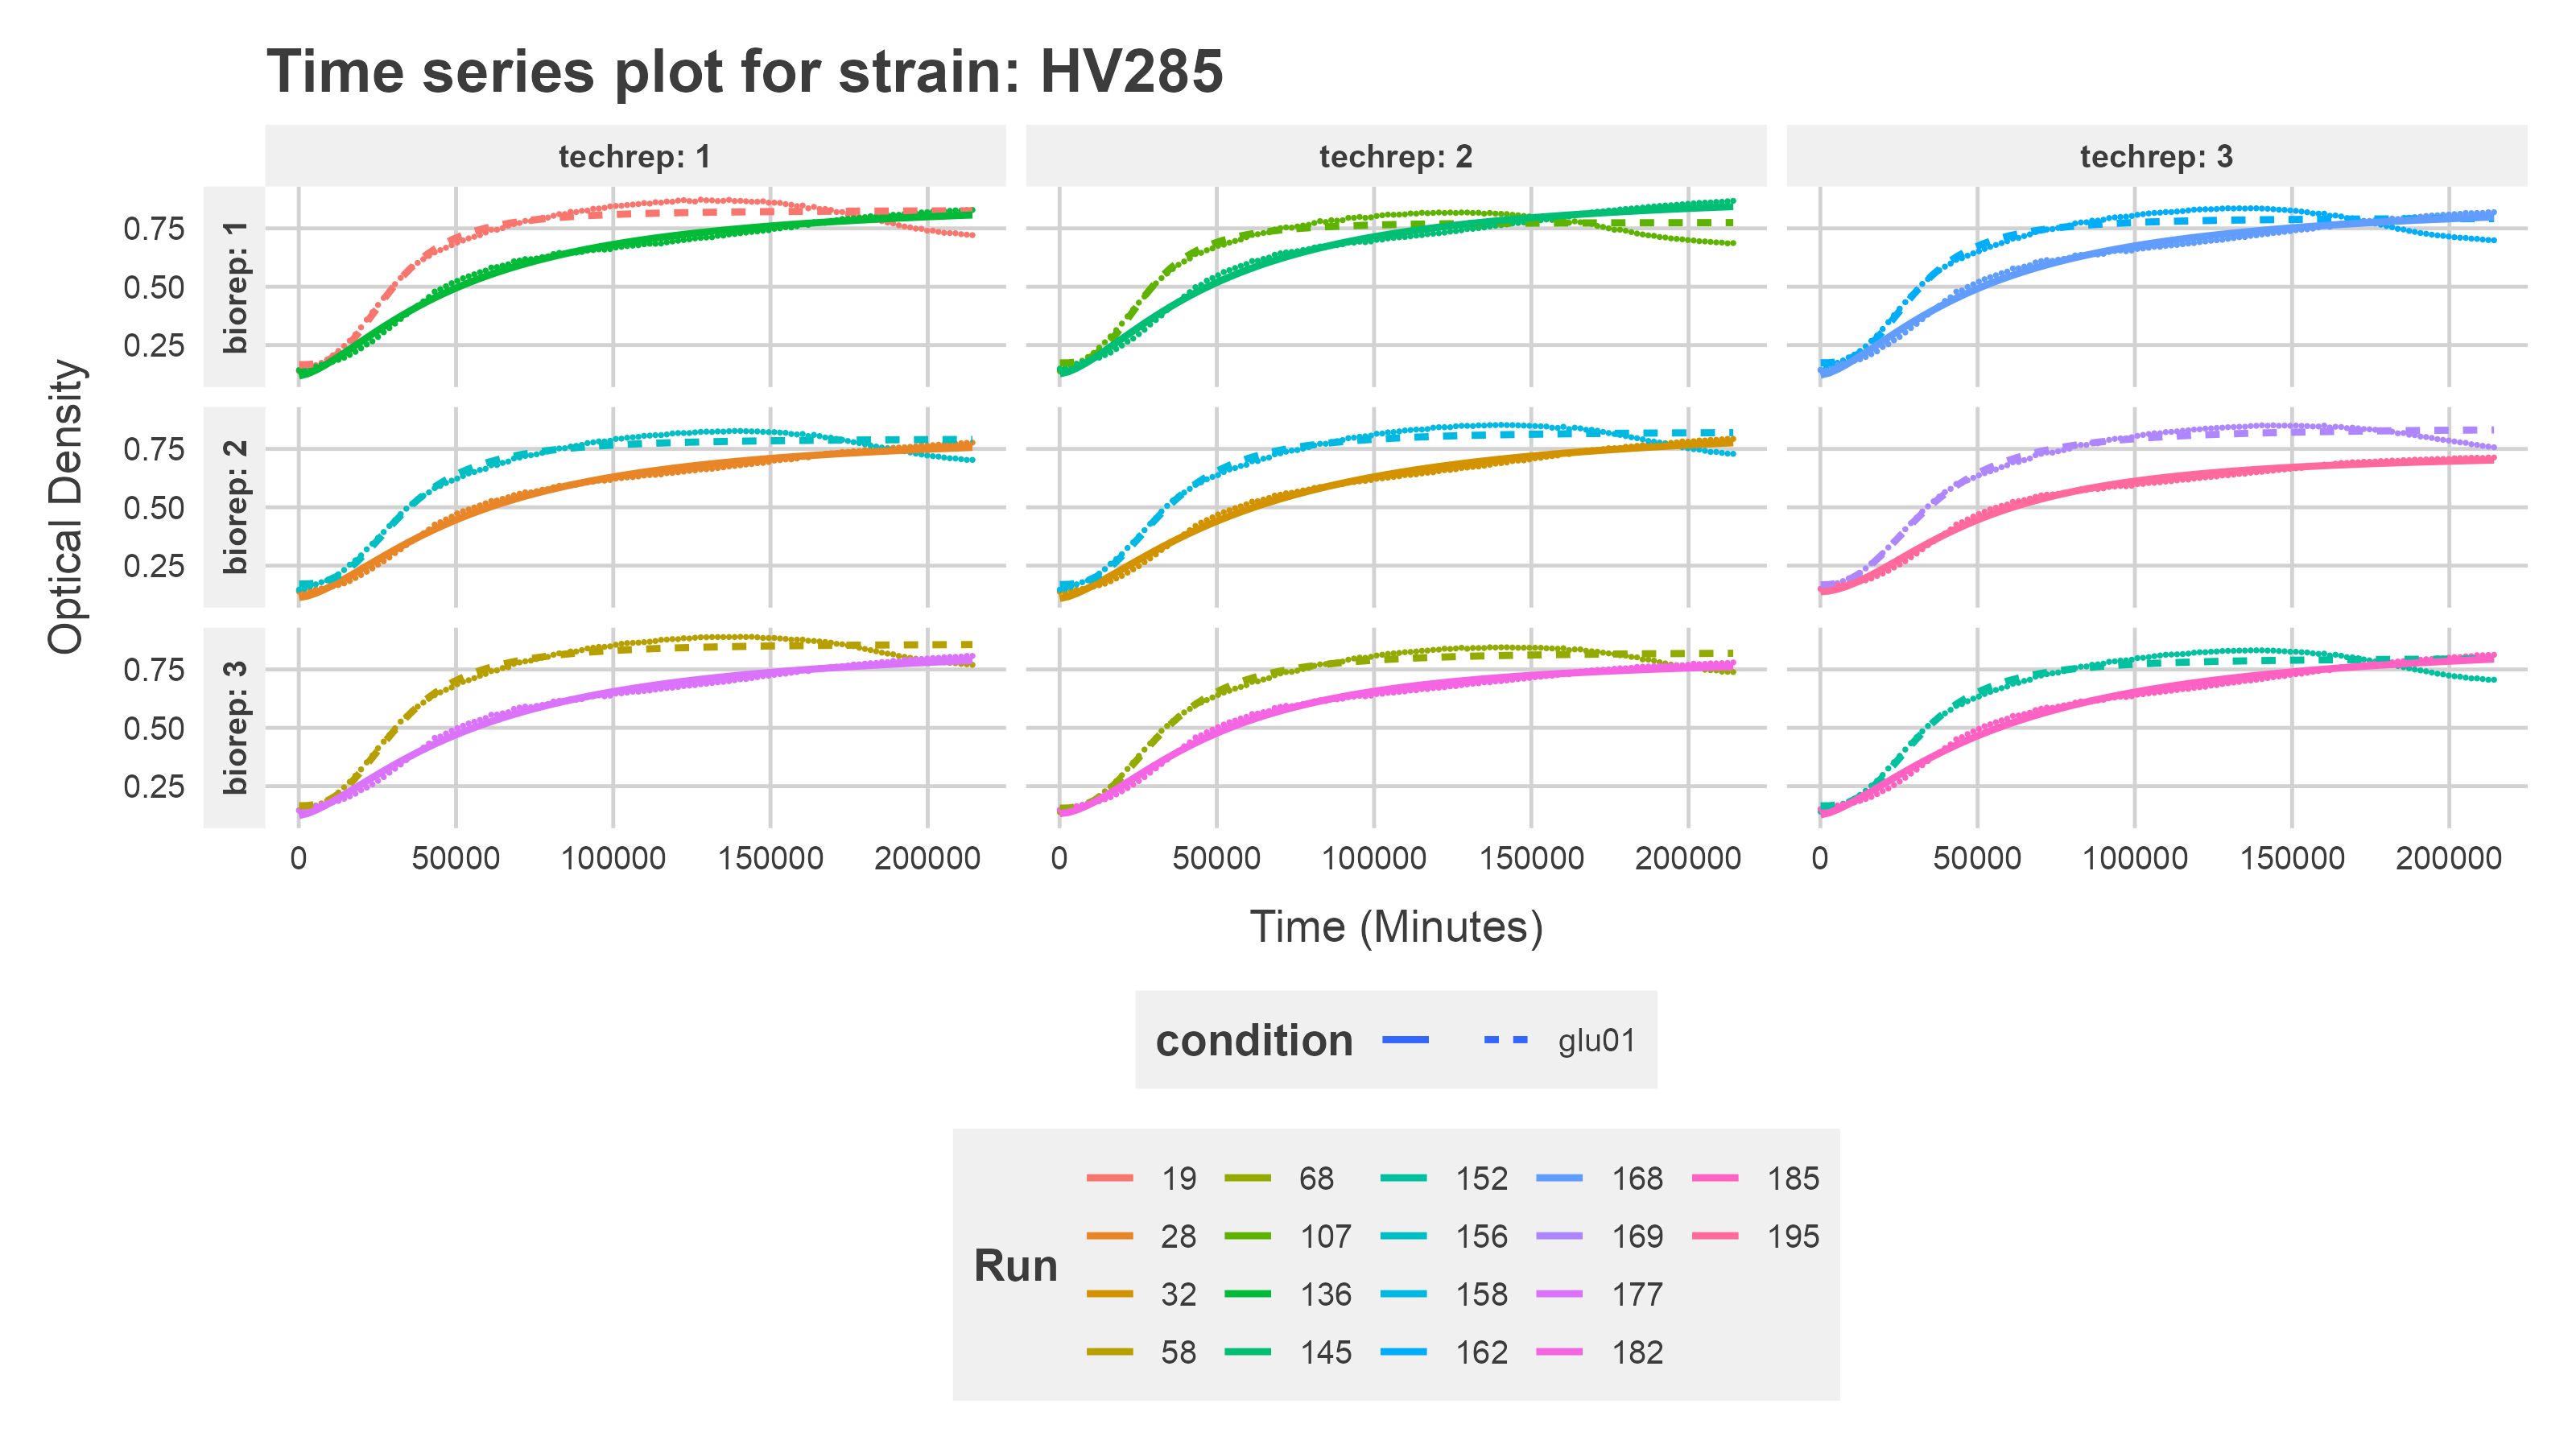 Time series plot for strain: HV285
techrep: 1 techrep: 2 techrep: 3
Optical Density
biorep: 1
0.75
0.50
0.25
biorep: 2
0.75
0.50
0.25
biorep: 3
0.75
0.50
0.25
0 50000 100000 150000 200000 0 50000 100000 150000 200000 0 50000 100000 150000 200000
Time (Minutes)
condition glu01
Run
19 68 152 168 185
28 107 156 169 195
32 136 158 177
58 145 162 182